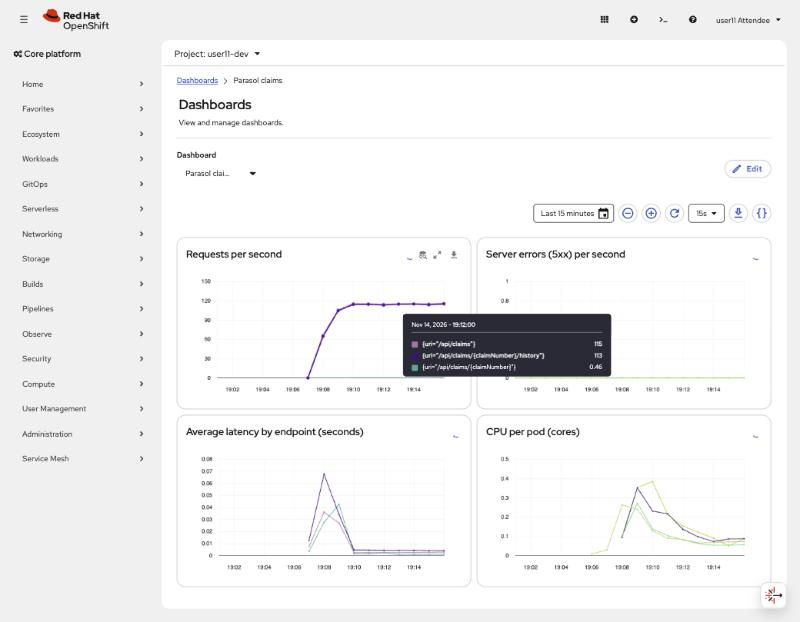 Red Hat
OpenShift
user11 Attendee
Core platform
Home
Favorites
Ecosystem
Workloads
GitOps
Serverless
Networking
Storage
Builds
Pipelines
Observe
Security
Compute
User Management
Administration
Service Mesh
Project: user11-dev
Dashboards > Parasol claims
Dashboards
View and manage dashboards.
Dashboard
Parasol clai...
Edit
Last 15 minutes
15s
Requests per second
150
120
90
60
30
0
19:02 19:04 19:06 19:08 19:10 19:12 19:14
Server errors (5xx) per second
1
0.8
0
19:02 19:04 19:06 19:08 19:10 19:12 19:14
Nov 14, 2026 - 19:12:00
{uri="/api/claims"} 115
{uri="/api/claims/{claimNumber}/history"} 113
{uri="/api/claims/{claimNumber}"} 0.46
Average latency by endpoint (seconds)
0.08
0.07
0.06
0.05
0.04
0.03
0.02
0.01
0
19:02 19:04 19:06 19:08 19:10 19:12 19:14
CPU per pod (cores)
0.5
0.4
0.3
0.2
0.1
0
19:02 19:04 19:06 19:08 19:10 19:12 19:14